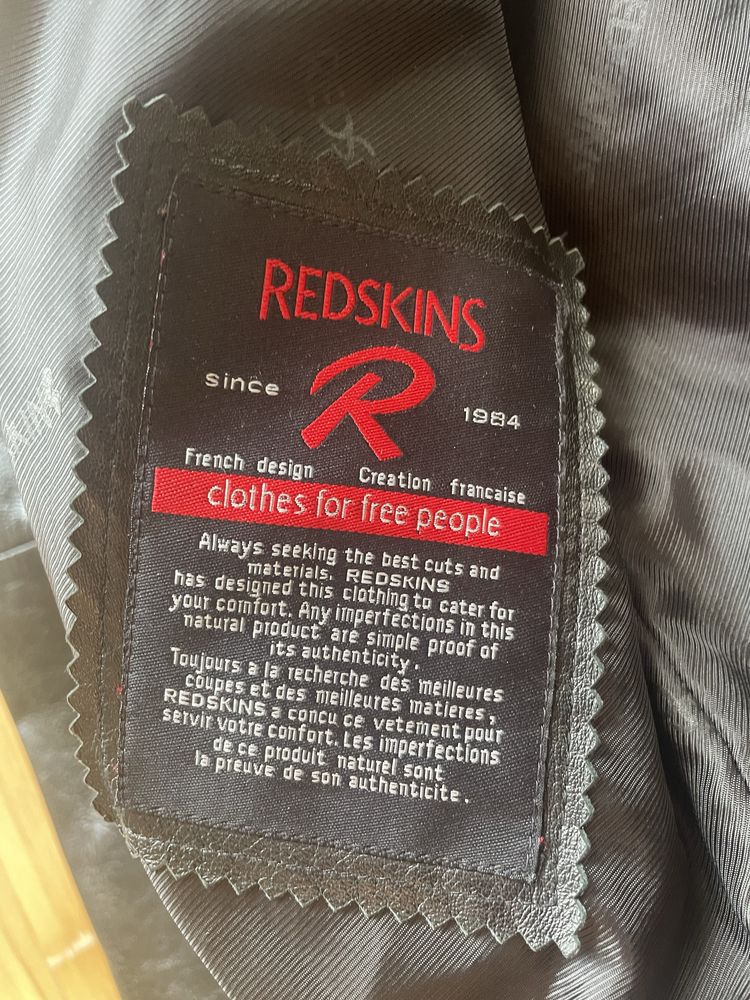 REDSKINS
R
since 1984
French design Creation francaise
clothes for free people
Always seeking the best cuts and
materials, REDSKINS
has designed this clothing to cater for
your comfort. Any imperfections in this
natural product are simple proof of
its authenticity.
Toujours a la recherche des meilleures
coupes et des meilleures matieres,
REDSKINS a concu ce vetement pour
servir votre confort. Les imperfections
de ce produit naturel sont
la preuve de son authenticite.